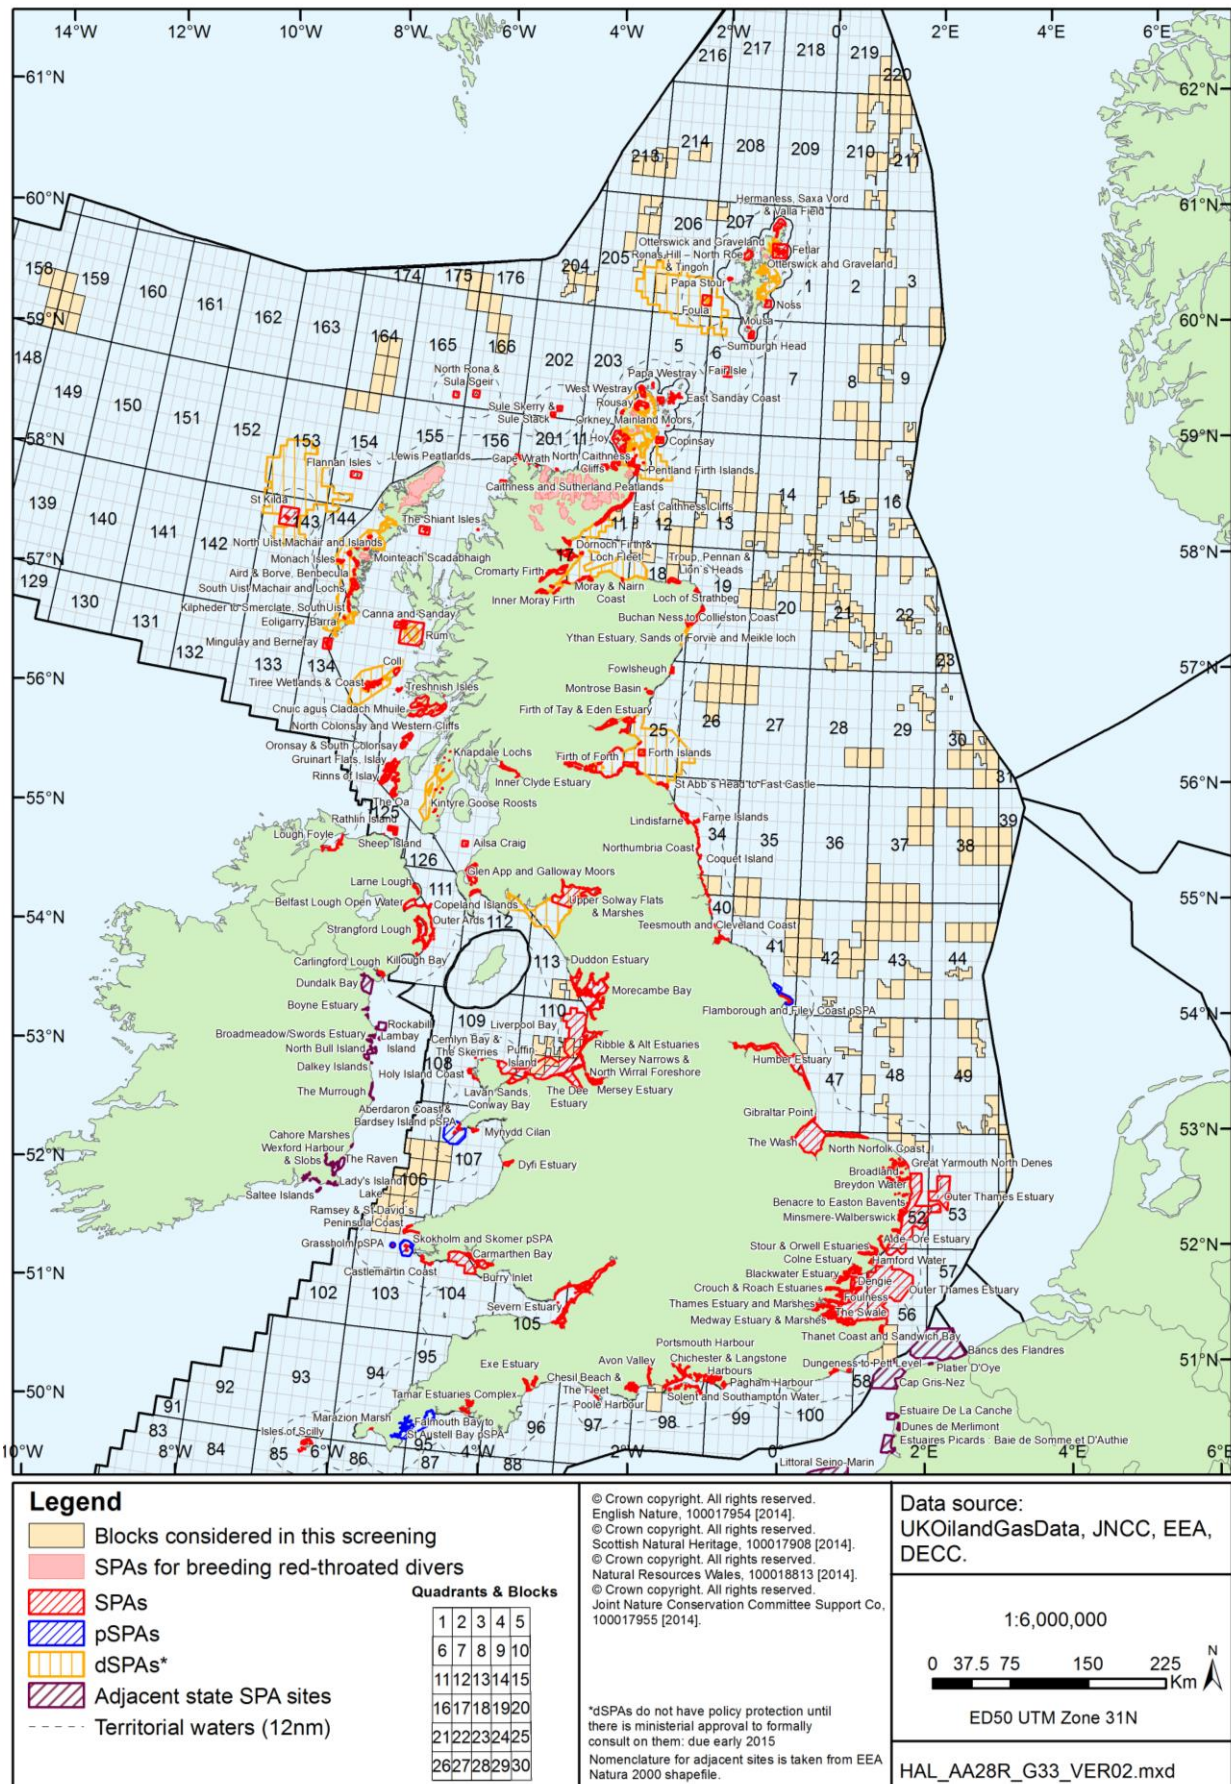 14°W 12°W 10°W 8°W 6°W 4°W 2°W 0° 2°E 4°E 6°E
61°N
62°N
60°N
61°N
59°N
60°N
58°N
59°N
57°N
58°N
56°N
57°N
55°N
56°N
54°N
55°N
53°N
54°N
52°N
53°N
51°N
52°N
50°N
51°N
10°W 8°W 6°W 4°W 2°W 0° 2°E 4°E 6°E
216 217 218 219
220
213 214 208 209 210 211
Hermaness, Saxa Vord
& Valla Field
206 207
Otterswick and Graveland
Fetlar
Ronas Hill – North Roe
& Tingon
Otterswick and Graveland
158 159 160 161 162 163 164
174 175 176 204 205
165 166 202 203
1 2 3
Papa Stour
Foula
Noss
Mousa
Sumburgh Head
5 6 7 8 9
Fair Isle
148 149 150 151 152 153 154 155 156
North Rona &
Sula Sgeir
Sule Skerry &
Sule Stack
Papa Westray
West Westray
Rousay
East Sanday Coast
Orkney Mainland Moors
Hoy
Copinsay
201 11
Cape Wrath
North Caithness
Cliffs
Pentland Firth Islands
Lewis Peatlands
Flannan Isles
St Kilda
Caithness and Sutherland Peatlands
East Caithness Cliffs
139 140 141 142 143 144
The Shiant Isles
North Uist Machair and Islands
Monach Isles
Mointeach Scadabhaigh
Aird & Borve, Benbecula
South Uist Machair and Lochs
Kilpheder to Smerclate, SouthUist
Eoligarry, Barra
Mingulay and Berneray
11 12 13 14 15 16
17
Dornoch Firth &
Loch Fleet
Troup, Pennan &
Lion`s Heads
Cromarty Firth
18 19
Inner Moray Firth
Moray & Nairn
Coast
Loch of Strathbeg
20 21 22 23
Buchan Ness to Collieston Coast
Ythan Estuary, Sands of Forvie and Meikle loch
129 130 131 132 133 134
Canna and Sanday
Rum
Coll
Tiree Wetlands & Coast
Treshnish Isles
Cnuic agus Cladach Mhuile
North Colonsay and Western Cliffs
Oronsay & South Colonsay
Gruinart Flats, Islay
Rinns of Islay
Knapdale Lochs
The Oa
Kintyre Goose Roosts
Fowlsheugh
Montrose Basin
Firth of Tay & Eden Estuary
25 26 27 28 29 30 31
Firth of Forth
Forth Islands
Inner Clyde Estuary
St Abb`s Head to Fast Castle
125
Rathlin Island
Lough Foyle
Sheep Island
Ailsa Craig
126
Lindisfarne
Farne Islands
34 35 36 37 38 39
Northumbria Coast
Coquet Island
Larne Lough
111
Glen App and Galloway Moors
Belfast Lough Open Water
Copeland Islands
Outer Ards
112
Upper Solway Flats
& Marshes
40
Teesmouth and Cleveland Coast
Strangford Lough
Carlingford Lough
Killough Bay
113
Duddon Estuary
41 42 43 44
Dundalk Bay
Morecambe Bay
Boyne Estuary
110
Flamborough and Filey Coast pSPA
Rockabill
109
Liverpool Bay
Broadmeadow/Swords Estuary
Lambay
Island
Cemlyn Bay &
The Skerries
Puffin
Island
Ribble & Alt Estuaries
North Bull Island
108
Mersey Narrows &
North Wirral Foreshore
Humber Estuary
47 48 49
Dalkey Islands
Holy Island Coast
Lavan Sands,
Conway Bay
The Dee
Estuary
Mersey Estuary
The Murrough
Aberdaron Coast &
Bardsey Island pSPA
Mynydd Cilan
Gibraltar Point
The Wash
North Norfolk Coast
Cahore Marshes
Wexford Harbour
& Slobs
The Raven
107
Dyfi Estuary
106
Broadland
Great Yarmouth North Denes
Breydon Water
Lady's Island
Lake
Saltee Islands
Benacre to Easton Bavents
Outer Thames Estuary
Ramsey & St David`s
Peninsula Coast
Minsmere-Walberswick
52 53
Grassholm pSPA
Skokholm and Skomer pSPA
Carmarthen Bay
Alde–Ore Estuary
Stour & Orwell Estuaries
Hamford Water
Colne Estuary
57
Castlemartin Coast
Burry Inlet
Blackwater Estuary
Dengie
102 103 104
Crouch & Roach Estuaries
Foulness
Outer Thames Estuary
Severn Estuary
Thames Estuary and Marshes
The Swale
56
105
Medway Estuary & Marshes
Thanet Coast and Sandwich Bay
Portsmouth Harbour
Bancs des Flandres
Exe Estuary
Avon Valley
Chichester & Langstone
Harbours
Dungeness to Pett Level
Platier D'Oye
92 93 94 95
Chesil Beach &
The Fleet
Pagham Harbour
58
Cap Gris-Nez
Tamar Estuaries Complex
Poole Harbour
Solent and Southampton Water
91
Marazion Marsh
Falmouth Bay to
St Austell Bay pSPA
Estuaire De La Canche
83 84 85 86 87 88 95 96 97 98 99 100
Isles of Scilly
Dunes de Merlimont
Estuaires Picards : Baie de Somme et D'Authie
Littoral Seino-Marin
Legend
Blocks considered in this screening
SPAs for breeding red-throated divers
SPAs
pSPAs
dSPAs*
Adjacent state SPA sites
Territorial waters (12nm)
Quadrants & Blocks
1 2 3 4 5
6 7 8 9 10
11 12 13 14 15
16 17 18 19 20
21 22 23 24 25
26 27 28 29 30
© Crown copyright. All rights reserved.
English Nature, 100017954 [2014].
© Crown copyright. All rights reserved.
Scottish Natural Heritage, 100017908 [2014].
© Crown copyright. All rights reserved.
Natural Resources Wales, 100018813 [2014].
© Crown copyright. All rights reserved.
Joint Nature Conservation Committee Support Co,
100017955 [2014].
*dSPAs do not have policy protection until
there is ministerial approval to formally
consult on them: due early 2015
Nomenclature for adjacent sites is taken from EEA
Natura 2000 shapefile.
Data source:
UKOilandGasData, JNCC, EEA,
DECC.
1:6,000,000
0 37.5 75 150 225
Km
N
ED50 UTM Zone 31N
HAL_AA28R_G33_VER02.mxd